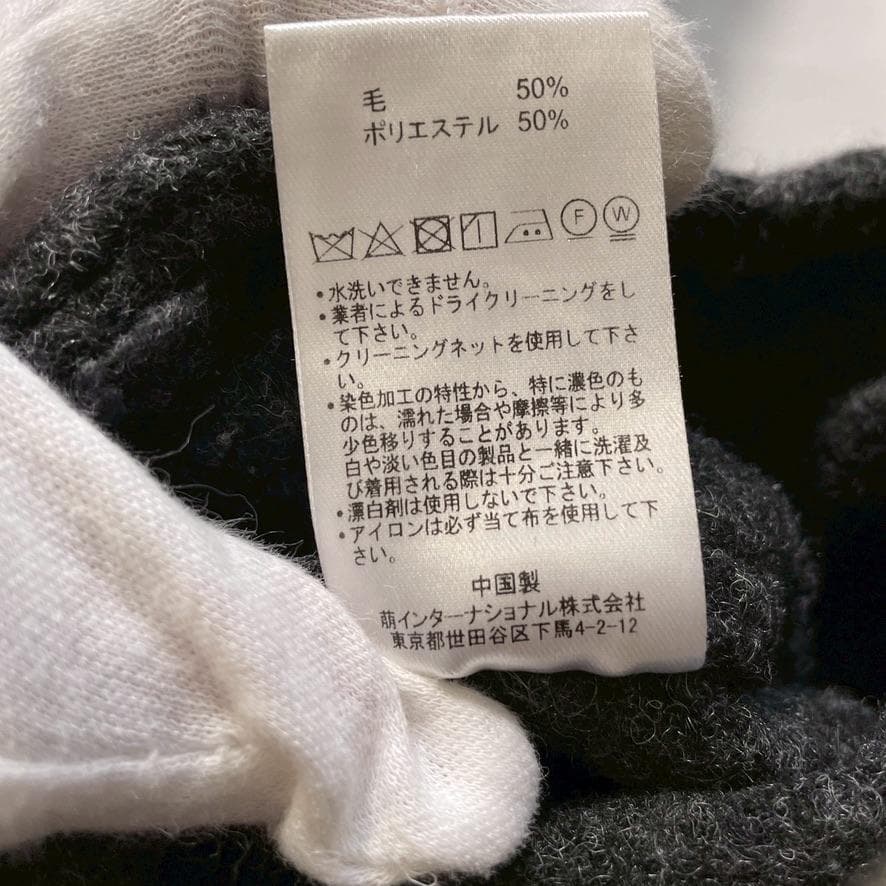 毛 50%
ポリエステル 50%
F W
•水洗いできません。
•業者によるドライクリーニングをし
て下さい。
•クリーニングネットを使用して下さ
い。
•染色加工の特性から、特に濃色のも
のは、濡れた場合や摩擦等により多
少色移りすることがあります。
白や淡い色目の製品と一緒に洗濯及
び着用される際は十分ご注意下さい。
•漂白剤は使用しないで下さい。
•アイロンは必ず当て布を使用して下
さい。
中国製
萌インターナショナル株式会社
東京都世田谷区下馬4-2-12